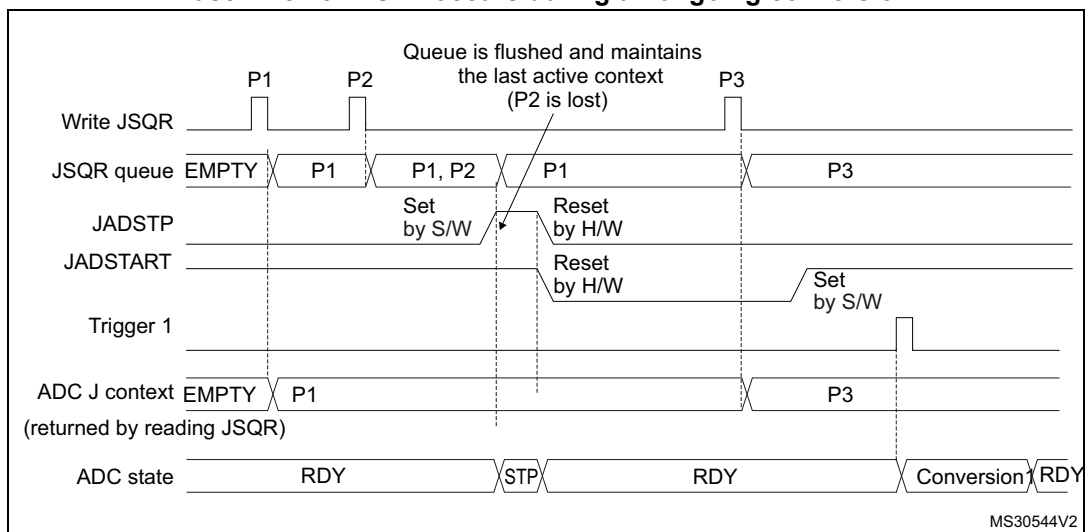 Queue is flushed and maintains
the last active context
(P2 is lost)
P1
P2
P3
Write JSQR
JSQR queue
EMPTY
P1
P1, P2
P1
P3
Set
by S/W
Reset
by H/W
JADSTP
JADSTART
Reset
by H/W
Set
by S/W
Trigger 1
ADC J context
(returned by reading JSQR)
EMPTY
P1
P3
ADC state
RDY
STP
RDY
Conversion1
RDY
MS30544V2